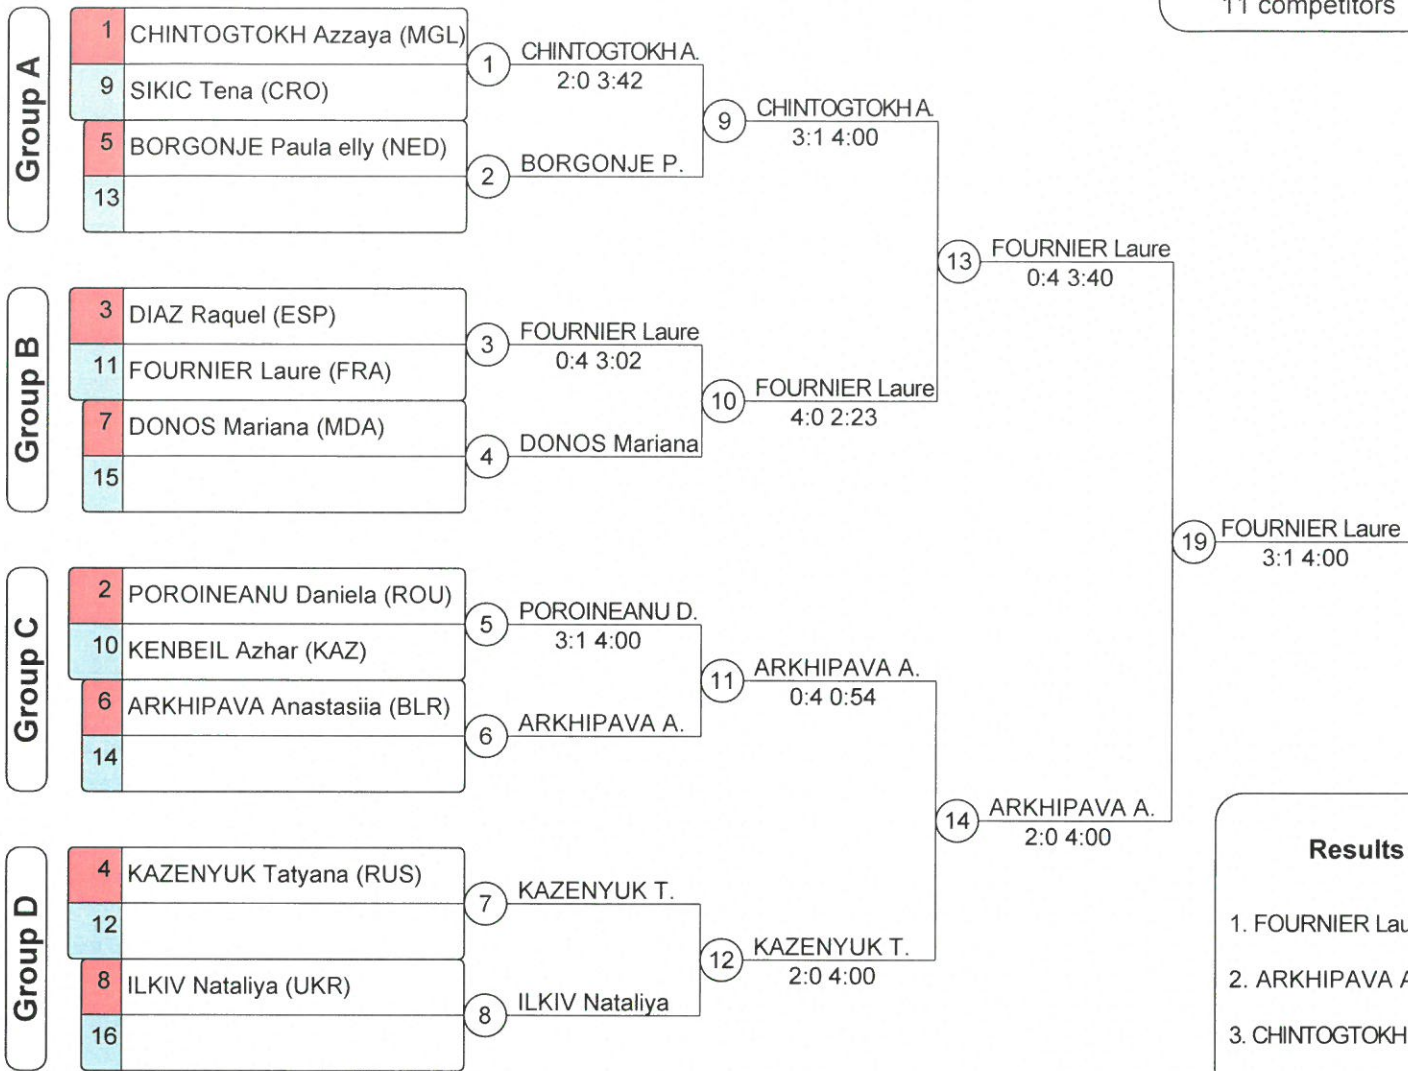 11 competitors
Group A
1 CHINTOGTOKH Azzaya (MGL)
9 SIKIC Tena (CRO)
5 BORGONJE Paula elly (NED)
13
1 CHINTOGTOKH A.
2:0 3:42
2 BORGONJE P.
9 CHINTOGTOKH A.
3:1 4:00
Group B
3 DIAZ Raquel (ESP)
11 FOURNIER Laure (FRA)
7 DONOS Mariana (MDA)
15
3 FOURNIER Laure
0:4 3:02
4 DONOS Mariana
10 FOURNIER Laure
4:0 2:23
13 FOURNIER Laure
0:4 3:40
Group C
2 POROINEANU Daniela (ROU)
10 KENBEIL Azhar (KAZ)
6 ARKHIPAVA Anastasiia (BLR)
14
5 POROINEANU D.
3:1 4:00
6 ARKHIPAVA A.
11 ARKHIPAVA A.
0:4 0:54
Group D
4 KAZENYUK Tatyana (RUS)
12
8 ILKIV Nataliya (UKR)
16
7 KAZENYUK T.
8 ILKIV Nataliya
12 KAZENYUK T.
2:0 4:00
14 ARKHIPAVA A.
2:0 4:00
19 FOURNIER Laure
3:1 4:00
Results
1. FOURNIER Lau
2. ARKHIPAVA A
3. CHINTOGTOKH